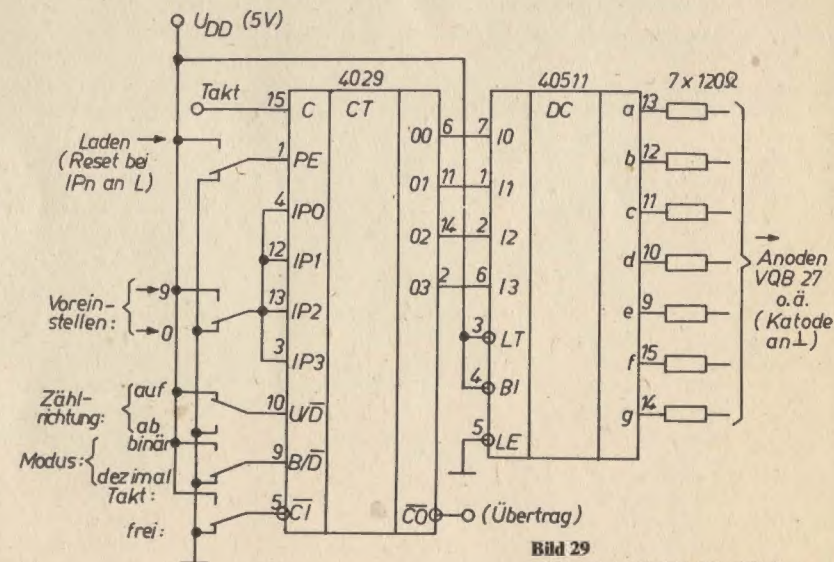 U_DD (5V)
Takt
15
4029
C CT
Laden
(Reset bei
IPn an L)
1 PE
4 IP0
12 IP1
13 IP2
3 IP3
Vorein-
stellen:
9
0
Zähl-
richtung:
auf
ab
10 U/D̅
Modus:
binär
dezimal
9 B/D̅
Takt:
frei:
5 C̅I̅
00 6
01 11
02 14
03 2
C̅O̅ (Übertrag)
40511
DC
7 I0
1 I1
2 I2
6 I3
3 LT
4 BI
5 LE
7 x 120Ω
a 13
b 12
c 11
d 10
e 9
f 15
g 14
Anoden
VQB 27
o.ä.
(Katode
an⊥)
Bild 29